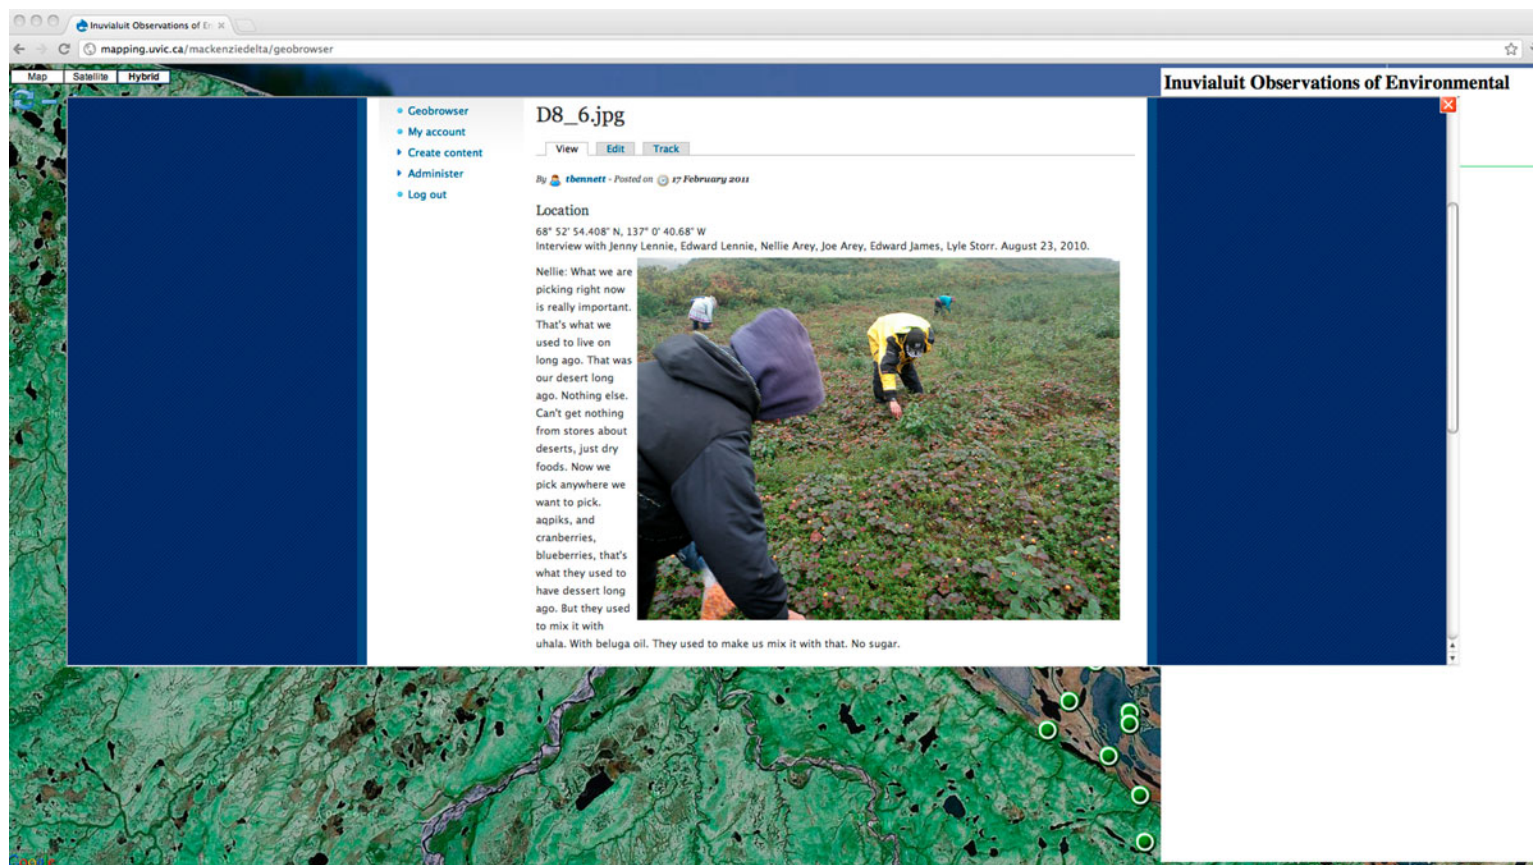 Inuvialuit Observations of En
mapping.uvic.ca/mackenziedelta/geobrowser
Map Satellite Hybrid
Inuvialuit Observations of Environmental
Geobrowser
My account
Create content
Administer
Log out
D8_6.jpg
View Edit Track
By tbennett - Posted on 17 February 2011
Location
68° 52' 54.408" N, 137° 0' 40.68" W
Interview with Jenny Lennie, Edward Lennie, Nellie Arey, Joe Arey, Edward James, Lyle Storr. August 23, 2010.
Nellie: What we are
picking right now
is really important.
That's what we
used to live on
long ago. That was
our desert long
ago. Nothing else.
Can't get nothing
from stores about
deserts, just dry
foods. Now we
pick anywhere we
want to pick.
aqpiks, and
cranberries,
blueberries, that's
what they used to
have dessert long
ago. But they used
to mix it with
uhala. With beluga oil. They used to make us mix it with that. No sugar.